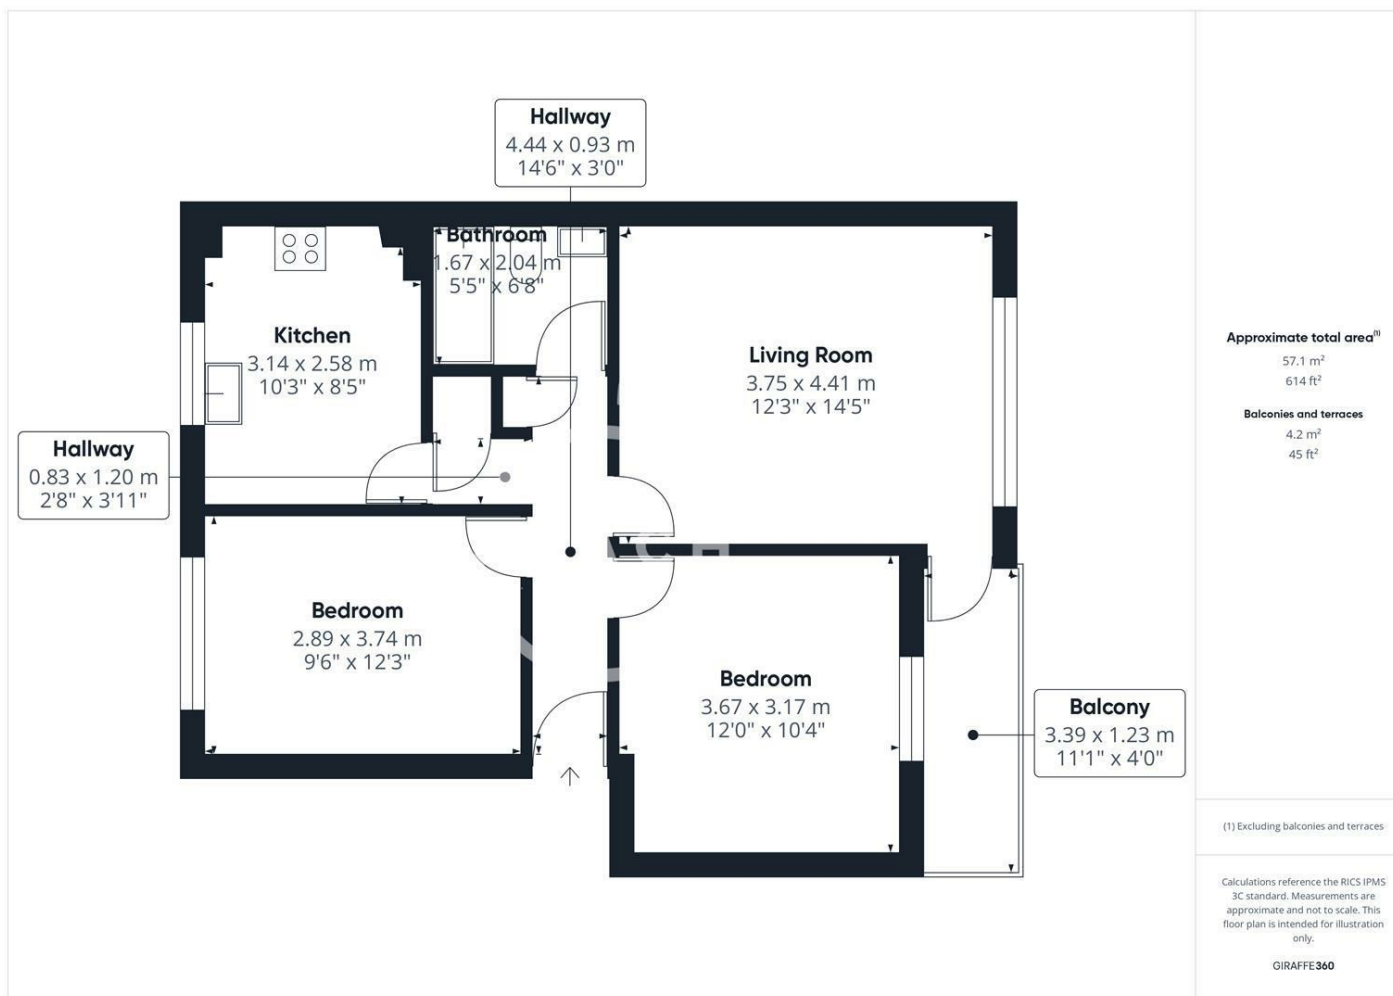 Hallway
4.44 x 0.93 m
14'6" x 3'0"
Bathroom
1.67 x 2.04 m
5'5" x 6'8"
Kitchen
3.14 x 2.58 m
10'3" x 8'5"
Living Room
3.75 x 4.41 m
12'3" x 14'5"
Hallway
0.83 x 1.20 m
2'8" x 3'11"
Bedroom
2.89 x 3.74 m
9'6" x 12'3"
Bedroom
3.67 x 3.17 m
12'0" x 10'4"
Balcony
3.39 x 1.23 m
11'1" x 4'0"
Approximate total area(1)
57.1 m²
614 ft²
Balconies and terraces
4.2 m²
45 ft²
(1) Excluding balconies and terraces
Calculations reference the RICS IPMS
3C standard. Measurements are
approximate and not to scale. This
floor plan is intended for illustration
only.
GIRAFFE360